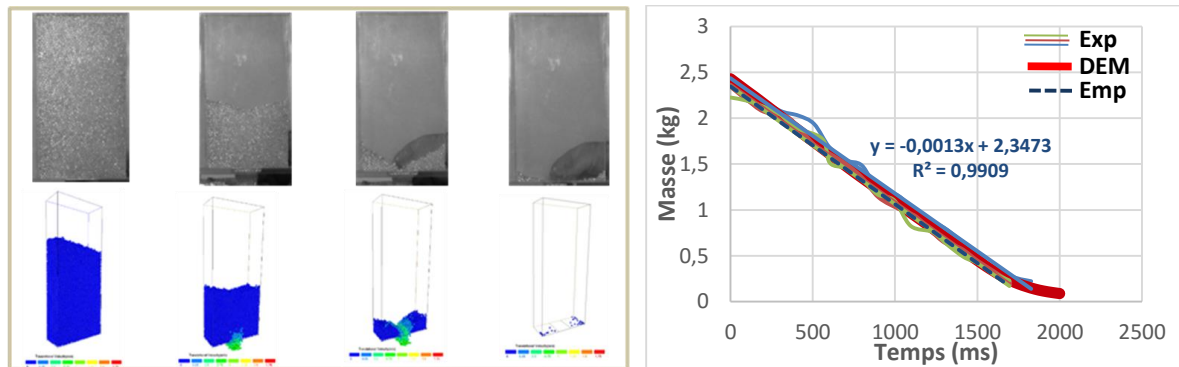 3
2,5
2
1,5
1
0,5
0
Masse (kg)
Exp
DEM
Emp
y = -0,0013x + 2,3473
R² = 0,9909
0 500 1000 1500 2000 2500
Temps (ms)